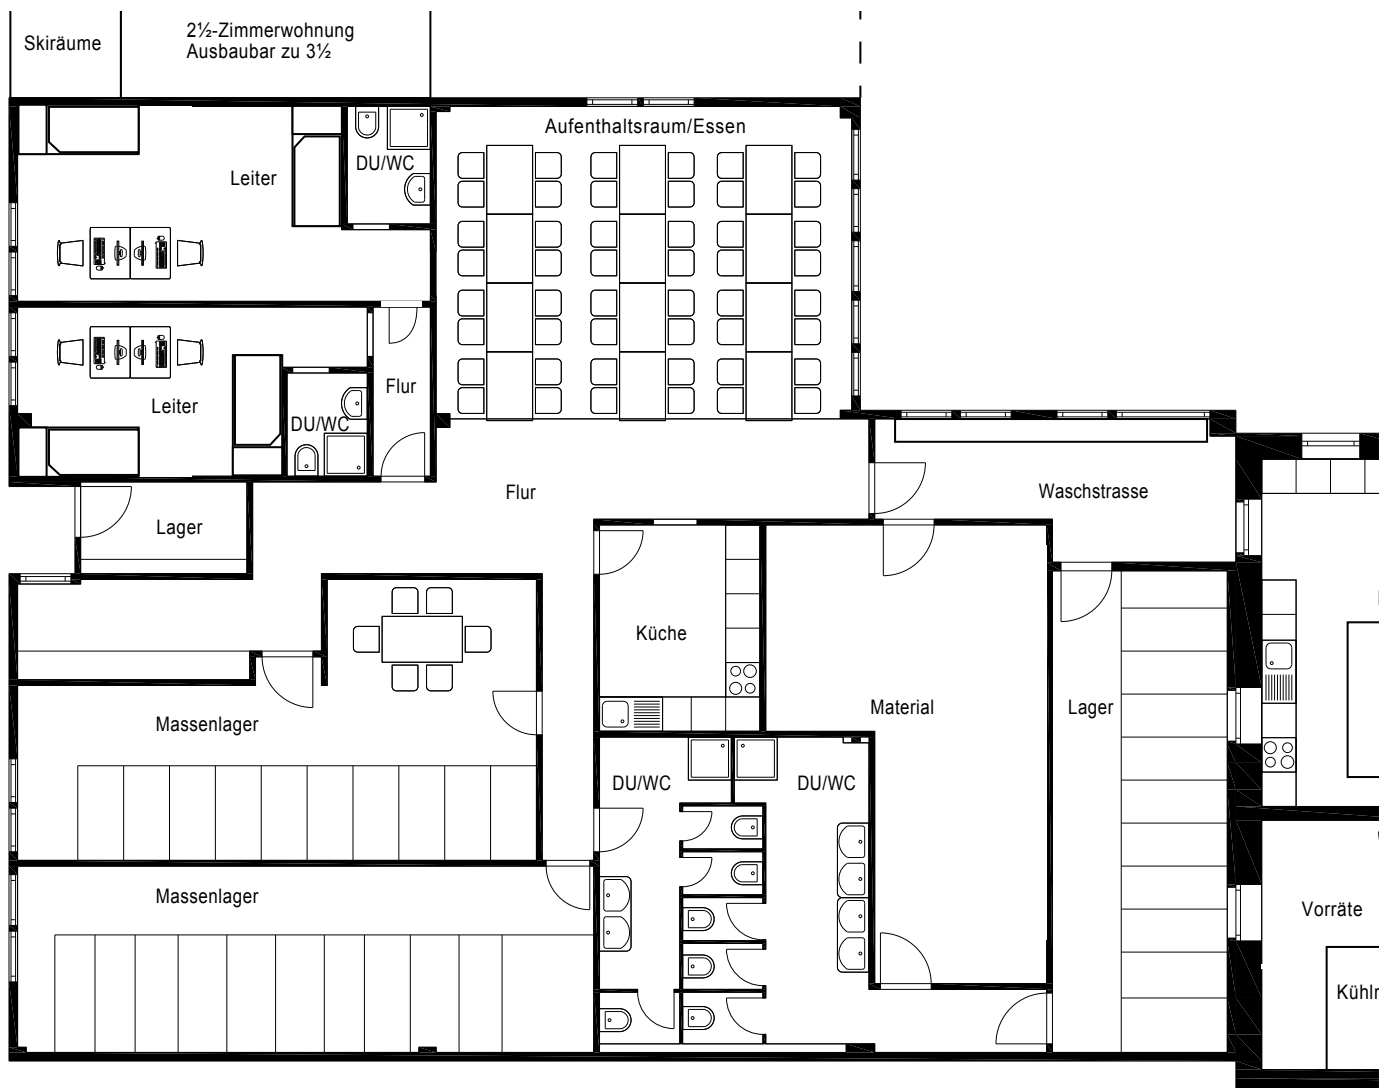 Skiräume
2½-Zimmerwohnung
Ausbaubar zu 3½
Aufenthaltsraum/Essen
DU/WC
Leiter
Flur
Leiter
DU/WC
Flur
Waschstrasse
Lager
Küche
Massenlager
Material
Lager
DU/WC
DU/WC
Massenlager
Vorräte
Kühlr